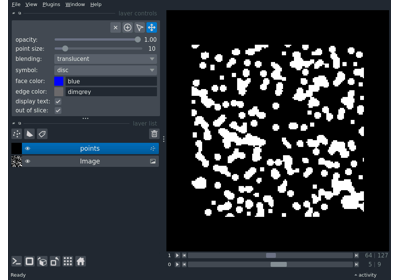 File View Plugins Window Help
layer controls
opacity: 1.00
point size: 10
blending: translucent
symbol: disc
face color: blue
edge color: dimgrey
display text:
out of slice:
layer list
points
Image
1 64 127
0 5 9
Ready activity